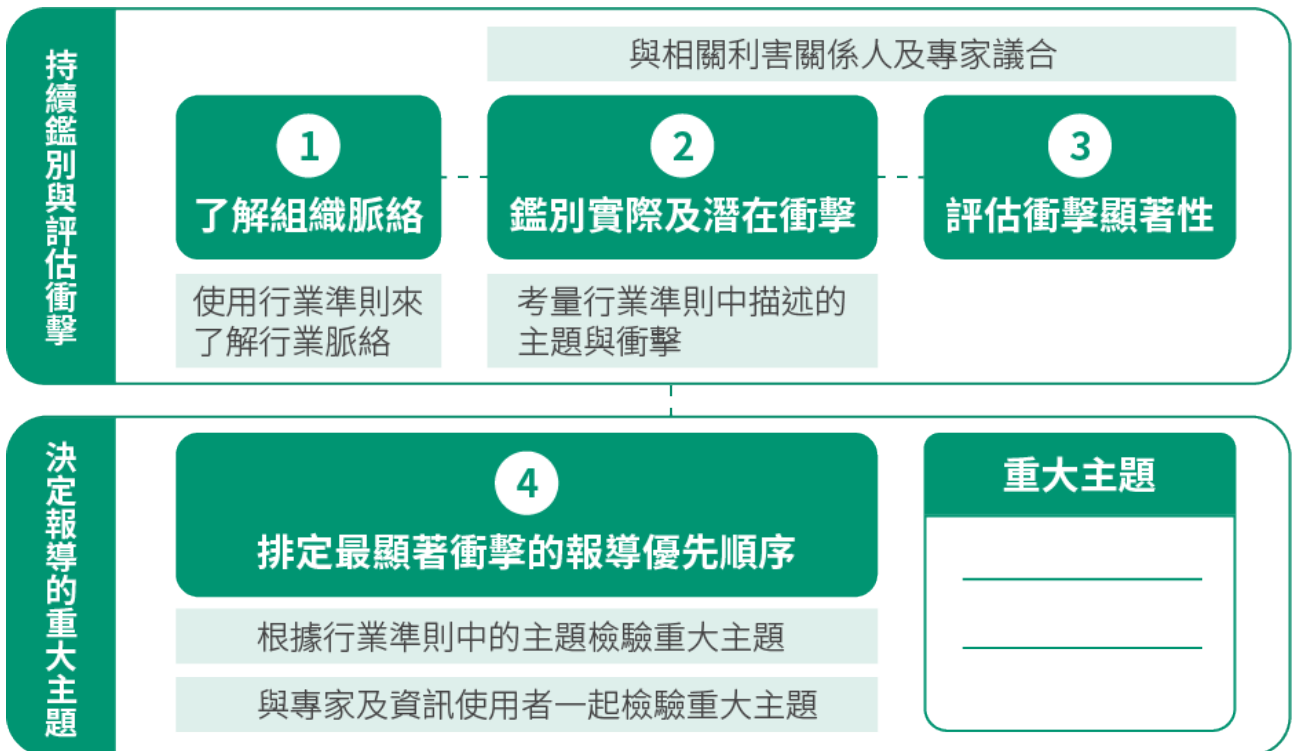 持續鑑別與評估衝擊
與相關利害關係人及專家議合
1
了解組織脈絡
使用行業準則來
了解行業脈絡
2
鑑別實際及潛在衝擊
考量行業準則中描述的
主題與衝擊
3
評估衝擊顯著性
決定報導的重大主題
4
排定最顯著衝擊的報導優先順序
根據行業準則中的主題檢驗重大主題
與專家及資訊使用者一起檢驗重大主題
重大主題